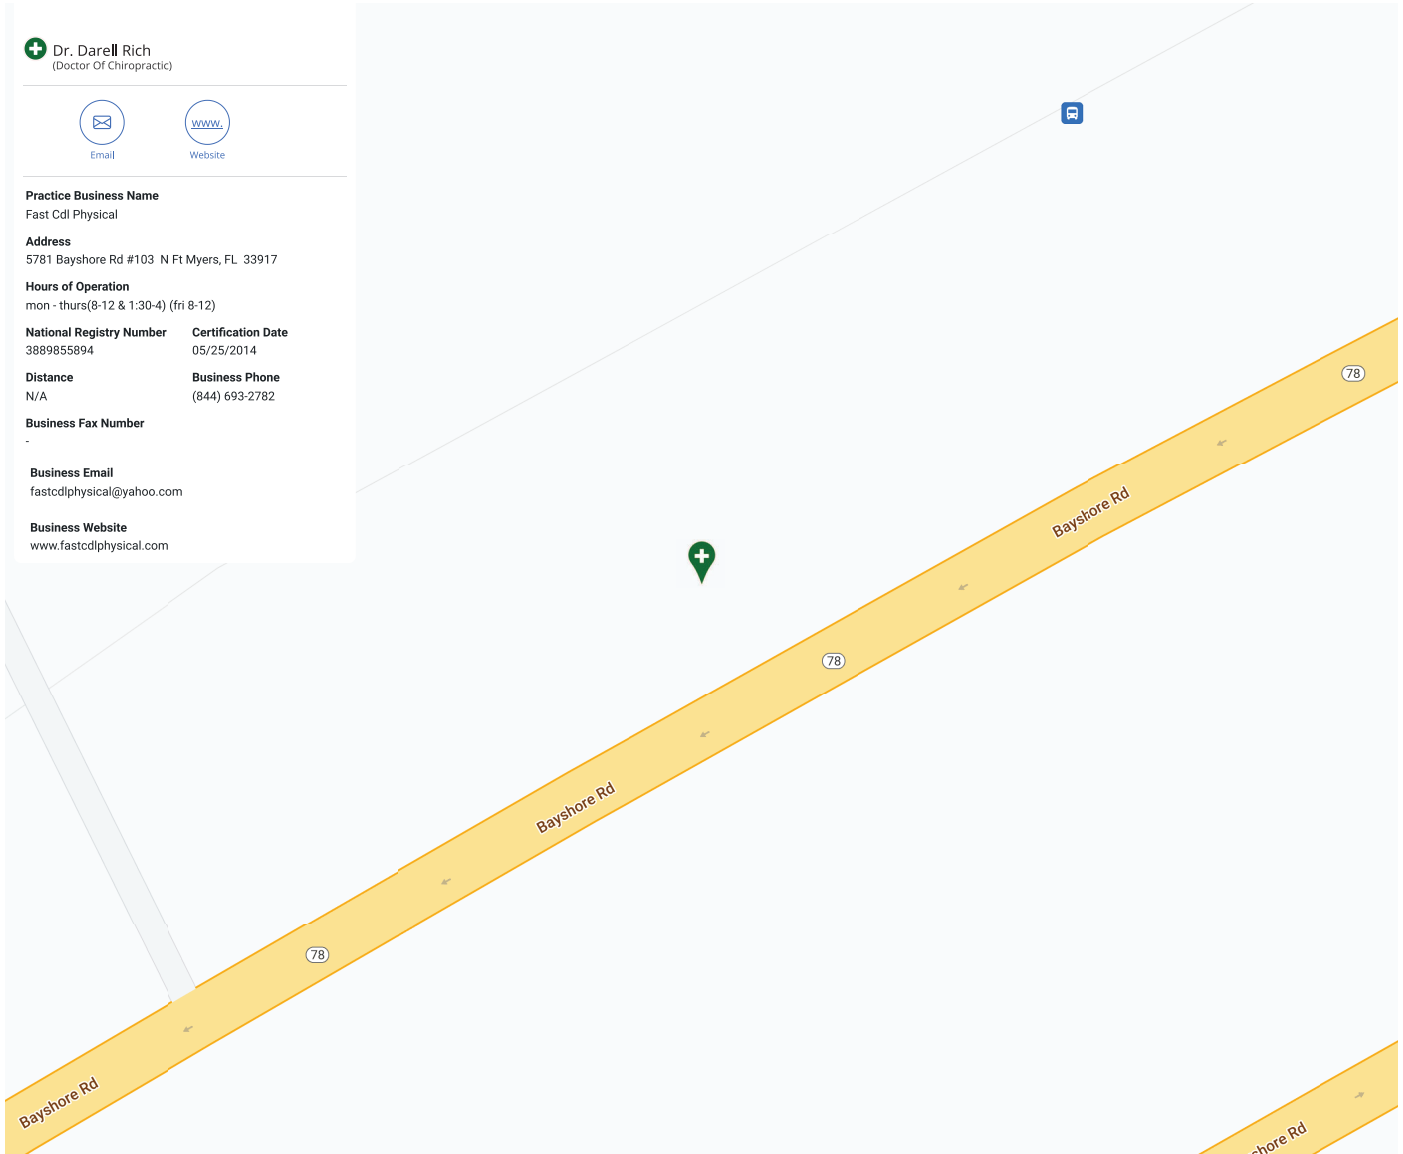 Dr. Darell Rich
(Doctor Of Chiropractic)
www.
Email
Website
Practice Business Name
Fast Cdl Physical
Address
5781 Bayshore Rd #103 N Ft Myers, FL 33917
Hours of Operation
mon - thurs(8-12 & 1:30-4) (fri 8-12)
National Registry Number
Certification Date
3889855894
05/25/2014
Distance
Business Phone
N/A
(844) 693-2782
Business Fax Number
-
Business Email
fastcdlphysical@yahoo.com
Business Website
www.fastcdlphysical.com
78
Bayshore Rd
78
Bayshore Rd
78
Bayshore Rd
shore Rd